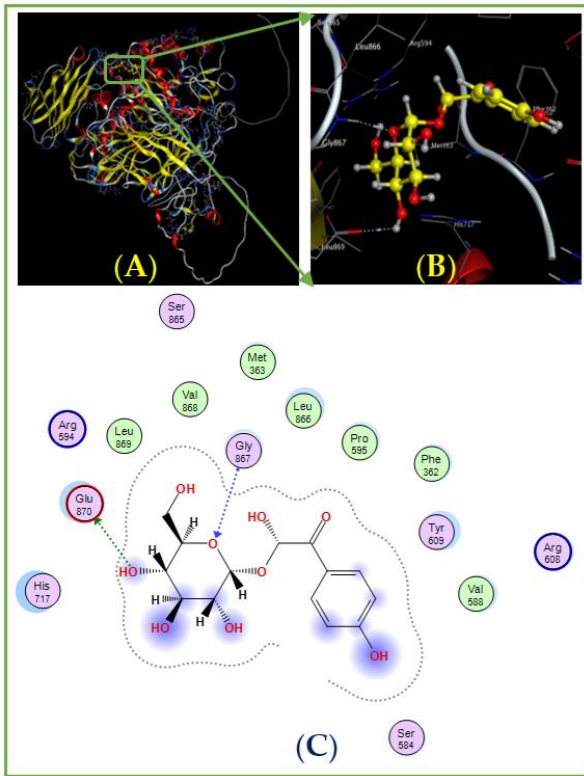 Leu866
Arg594
Gly867
Met363
Phe362
His717
Leu869
(A)
(B)
Ser
865
Met
363
Val
868
Leu
866
Arg
594
Leu
869
Gly
867
Pro
595
Phe
362
OH
HO
O
Glu
870
H
O
Tyr
609
Arg
608
HO
O
H
His
717
H
Val
588
HO
H
OH
OH
Ser
584
(C)